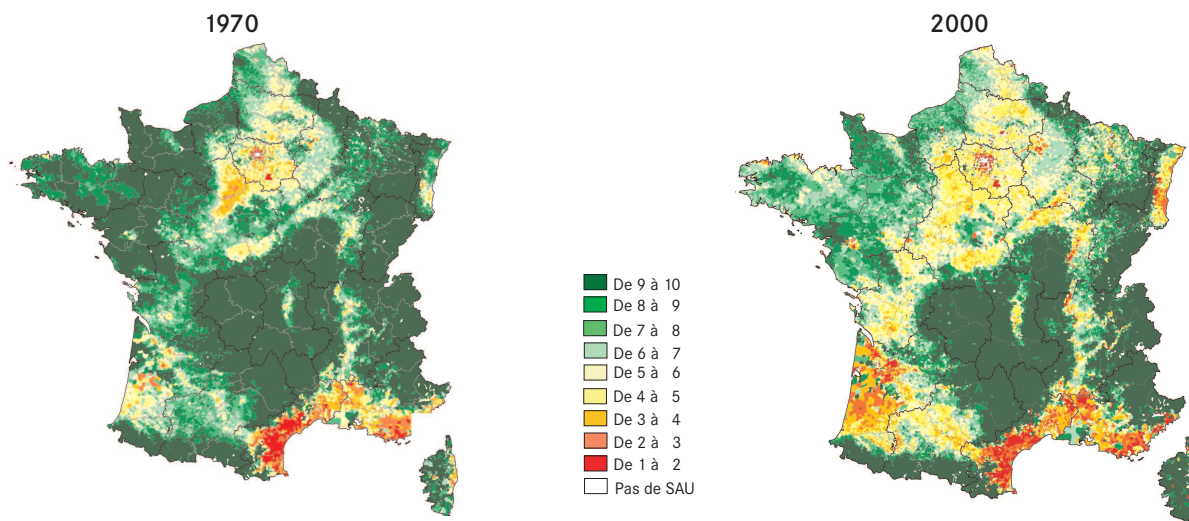 1970
2000
De 9 à 10
De 8 à 9
De 7 à 8
De 6 à 7
De 5 à 6
De 4 à 5
De 3 à 4
De 2 à 3
De 1 à 2
Pas de SAU